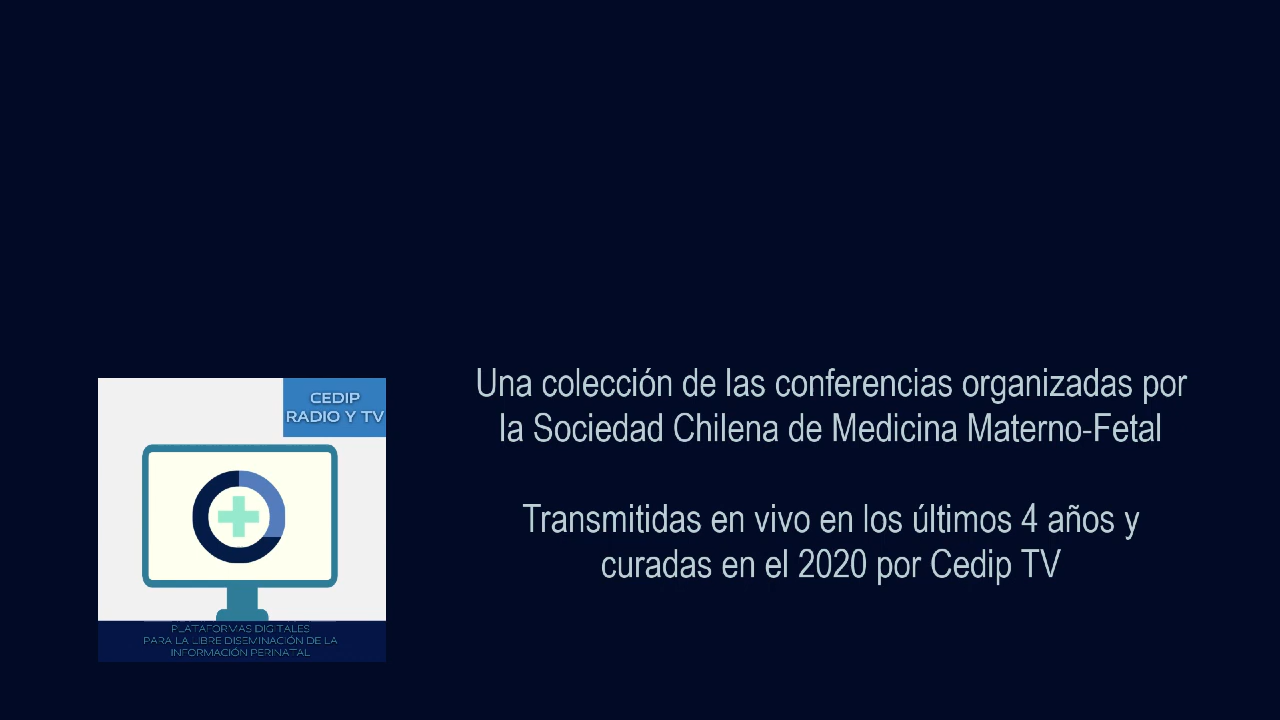 CEDIP
RADIO Y TV
PLATAFORMAS DIGITALES
PARA LA LIBRE DISEMINACIÓN DE LA
INFORMACIÓN PERINATAL
Una colección de las conferencias organizadas por
la Sociedad Chilena de Medicina Materno-Fetal
Transmitidas en vivo en los últimos 4 años y
curadas en el 2020 por Cedip TV